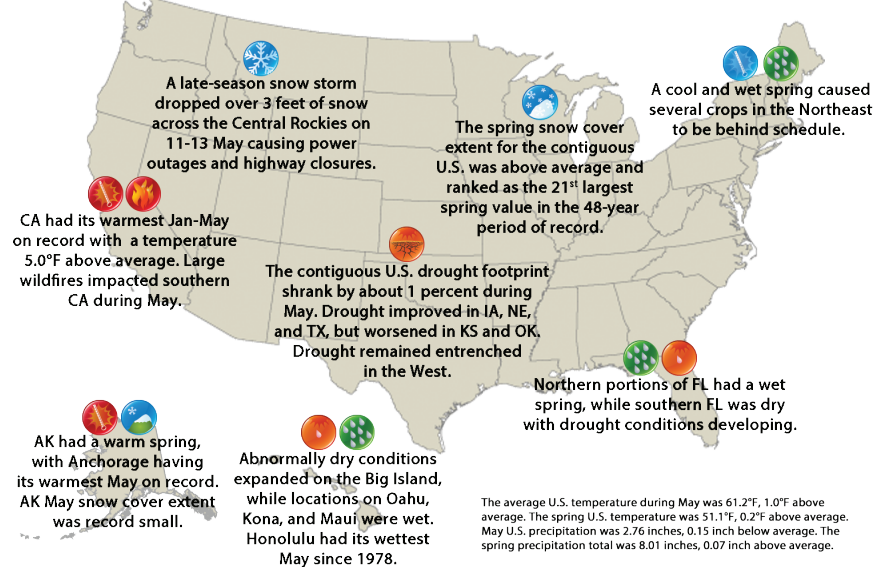 A late-season snow storm
dropped over 3 feet of snow
across the Central Rockies on
11-13 May causing power
outages and highway closures.
The spring snow cover
extent for the contiguous
U.S. was above average and
ranked as the 21st largest
spring value in the 48-year
period of record.
A cool and wet spring caused
several crops in the Northeast
to be behind schedule.
CA had its warmest Jan-May
on record with a temperature
5.0°F above average. Large
wildfires impacted southern
CA during May.
The contiguous U.S. drought footprint
shrank by about 1 percent during
May. Drought improved in IA, NE,
and TX, but worsened in KS and OK.
Drought remained entrenched
in the West.
Northern portions of FL had a wet
spring, while southern FL was dry
with drought conditions developing.
AK had a warm spring,
with Anchorage having
its warmest May on record.
AK May snow cover extent
was record small.
Abnormally dry conditions
expanded on the Big Island,
while locations on Oahu,
Kona, and Maui were wet.
Honolulu had its wettest
May since 1978.
The average U.S. temperature during May was 61.2°F, 1.0°F above
average. The spring U.S. temperature was 51.1°F, 0.2°F above average.
May U.S. precipitation was 2.76 inches, 0.15 inch below average. The
spring precipitation total was 8.01 inches, 0.07 inch above average.